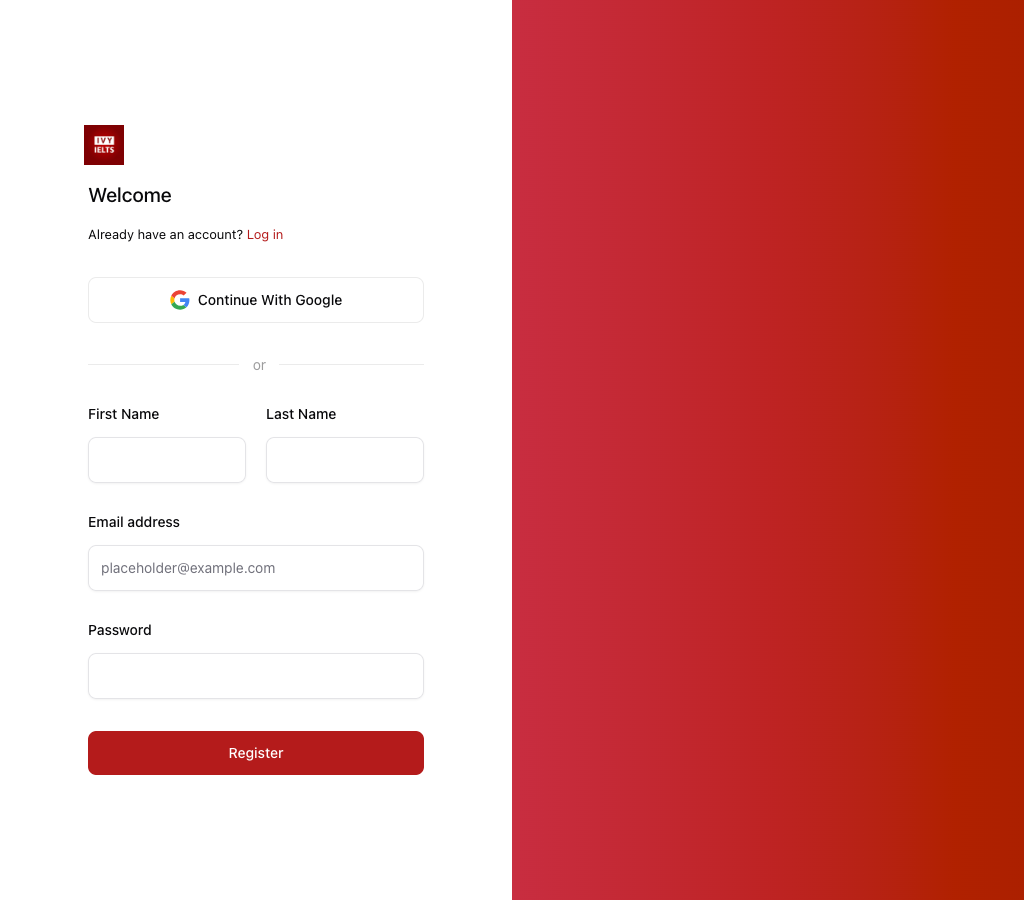 IVY
IELTS
Welcome
Already have an account? Log in
Continue With Google
or
First Name Last Name
Email address
placeholder@example.com
Password
Register